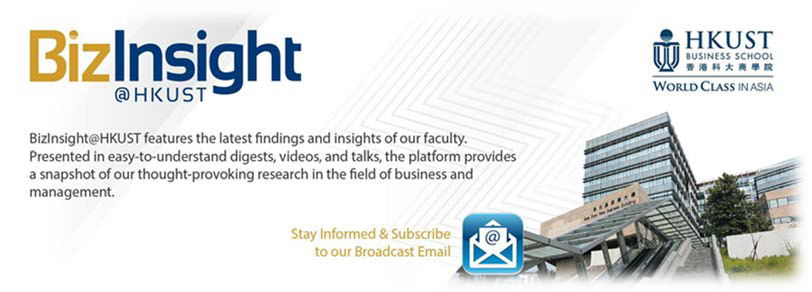 BizInsight
@HKUST
HKUST
BUSINESS SCHOOL
香港科大商學院
WORLD CLASS IN ASIA
BizInsight@HKUST features the latest findings and insights of our faculty.
Presented in easy-to-understand digests, videos, and talks, the platform provides
a snapshot of our thought-provoking research in the field of business and
management.
Stay Informed & Subscribe
to our Broadcast Email
@